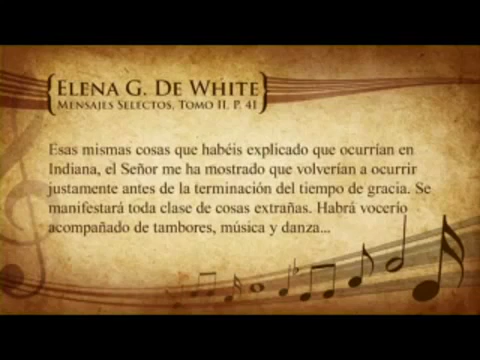 {Elena G. De White}
Mensajes Selectos, Tomo II, P. 41
Esas mismas cosas que habéis explicado que ocurrían en
Indiana, el Señor me ha mostrado que volverían a ocurrir
justamente antes de la terminación del tiempo de gracia. Se
manifestará toda clase de cosas extrañas. Habrá vocerío
acompañado de tambores, música y danza...